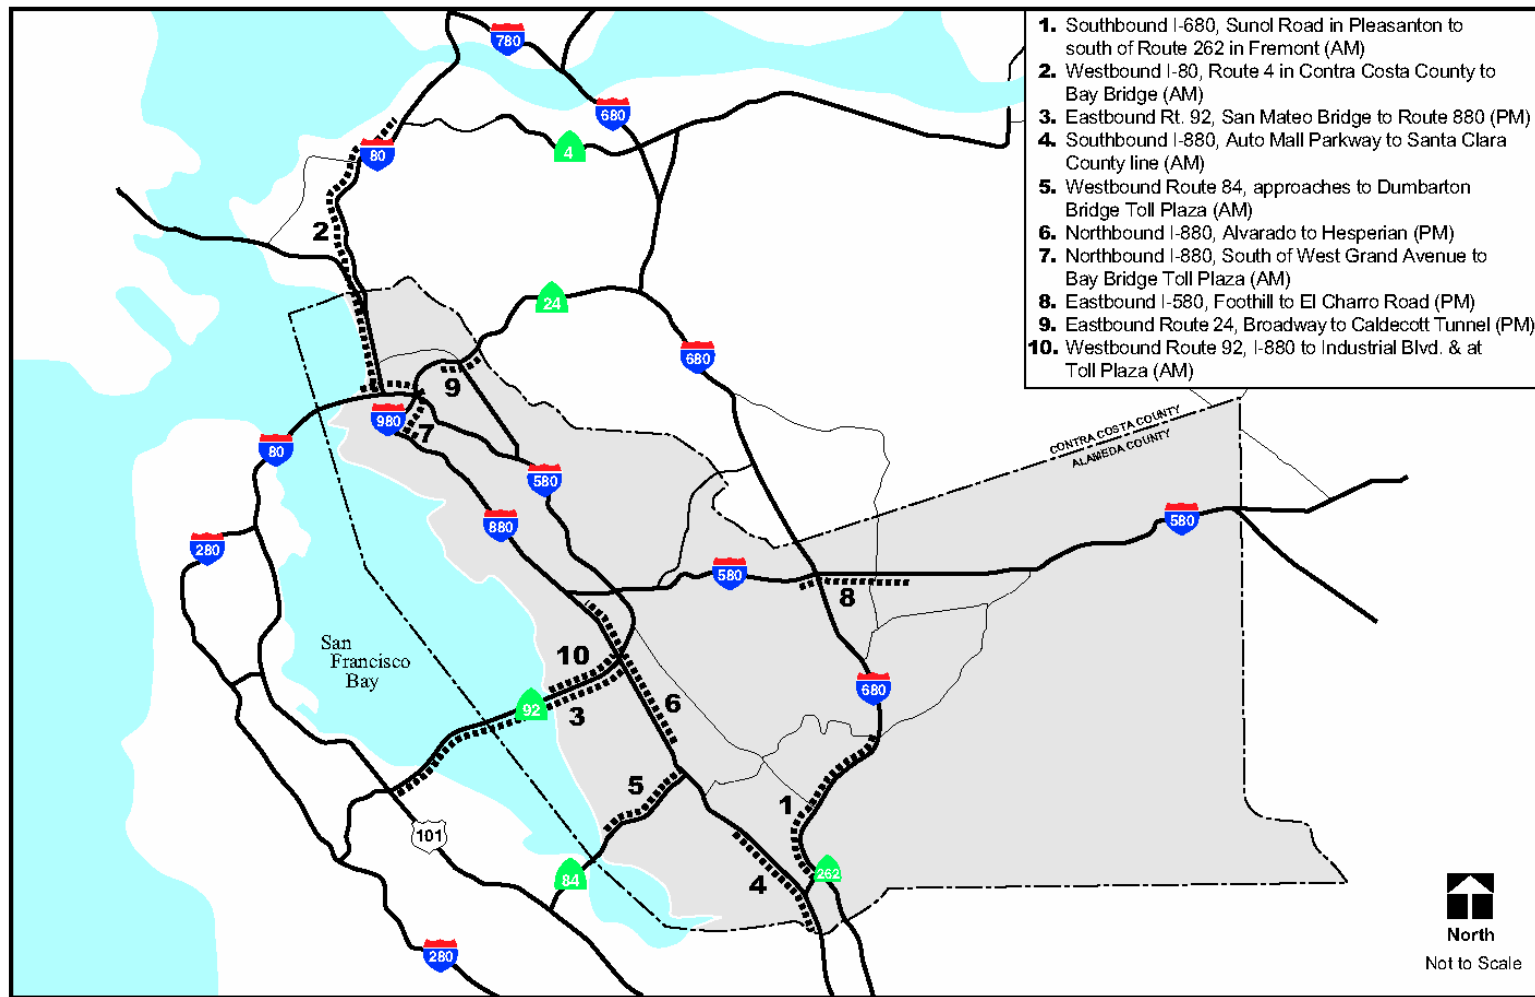 1. Southbound I-680, Sunol Road in Pleasanton to
south of Route 262 in Fremont (AM)
2. Westbound I-80, Route 4 in Contra Costa County to
Bay Bridge (AM)
3. Eastbound Rt. 92, San Mateo Bridge to Route 880 (PM)
4. Southbound I-880, Auto Mall Parkway to Santa Clara
County line (AM)
5. Westbound Route 84, approaches to Dumbarton
Bridge Toll Plaza (AM)
6. Northbound I-880, Alvarado to Hesperian (PM)
7. Northbound I-880, South of West Grand Avenue to
Bay Bridge Toll Plaza (AM)
8. Eastbound I-580, Foothill to El Charro Road (PM)
9. Eastbound Route 24, Broadway to Caldecott Tunnel (PM)
10. Westbound Route 92, I-880 to Industrial Blvd. & at
Toll Plaza (AM)
780
680
80
4
2
24
680
9
980
7
80
CONTRA COSTA COUNTY
ALAMEDA COUNTY
580
880
580
280
580
8
San
Francisco
Bay
10
680
92
3
6
5
1
101
84
4
262
280
North
Not to Scale